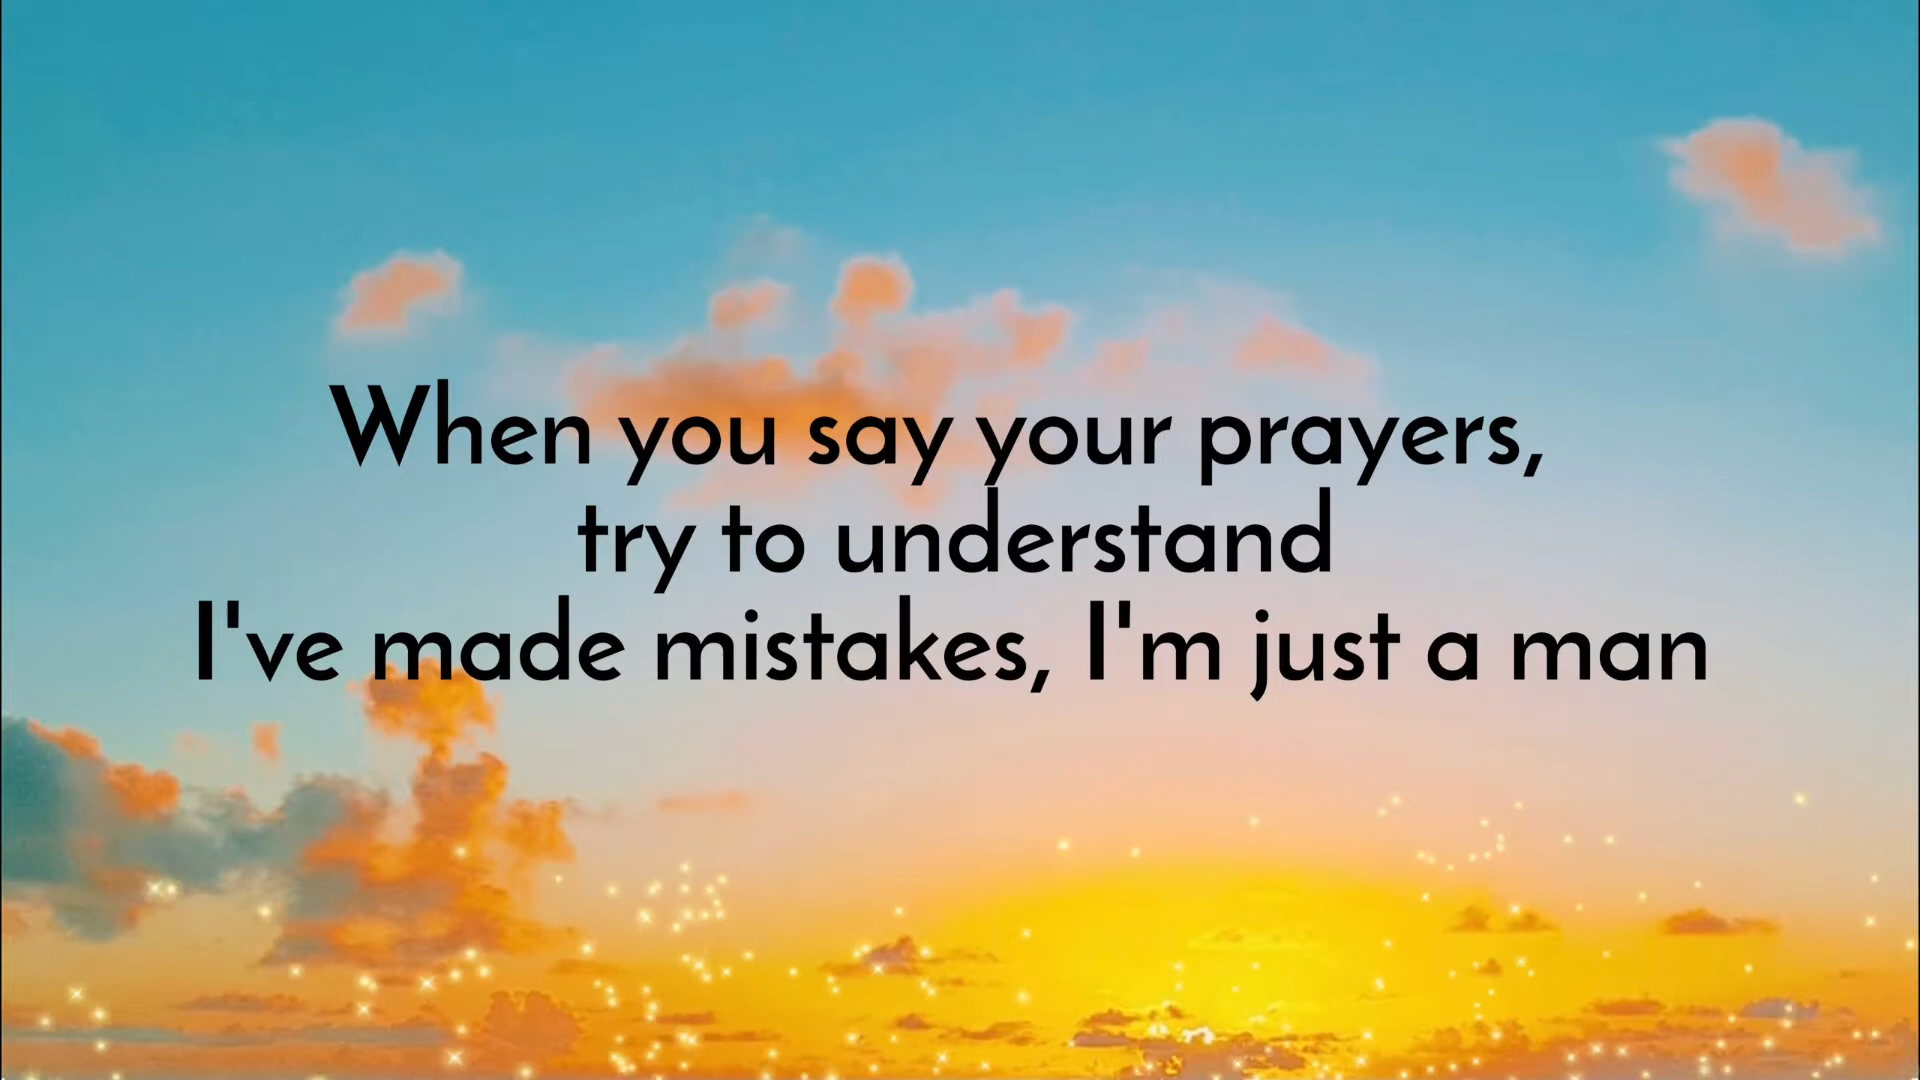 When you say your prayers,
try to understand
I've made mistakes, I'm just a man